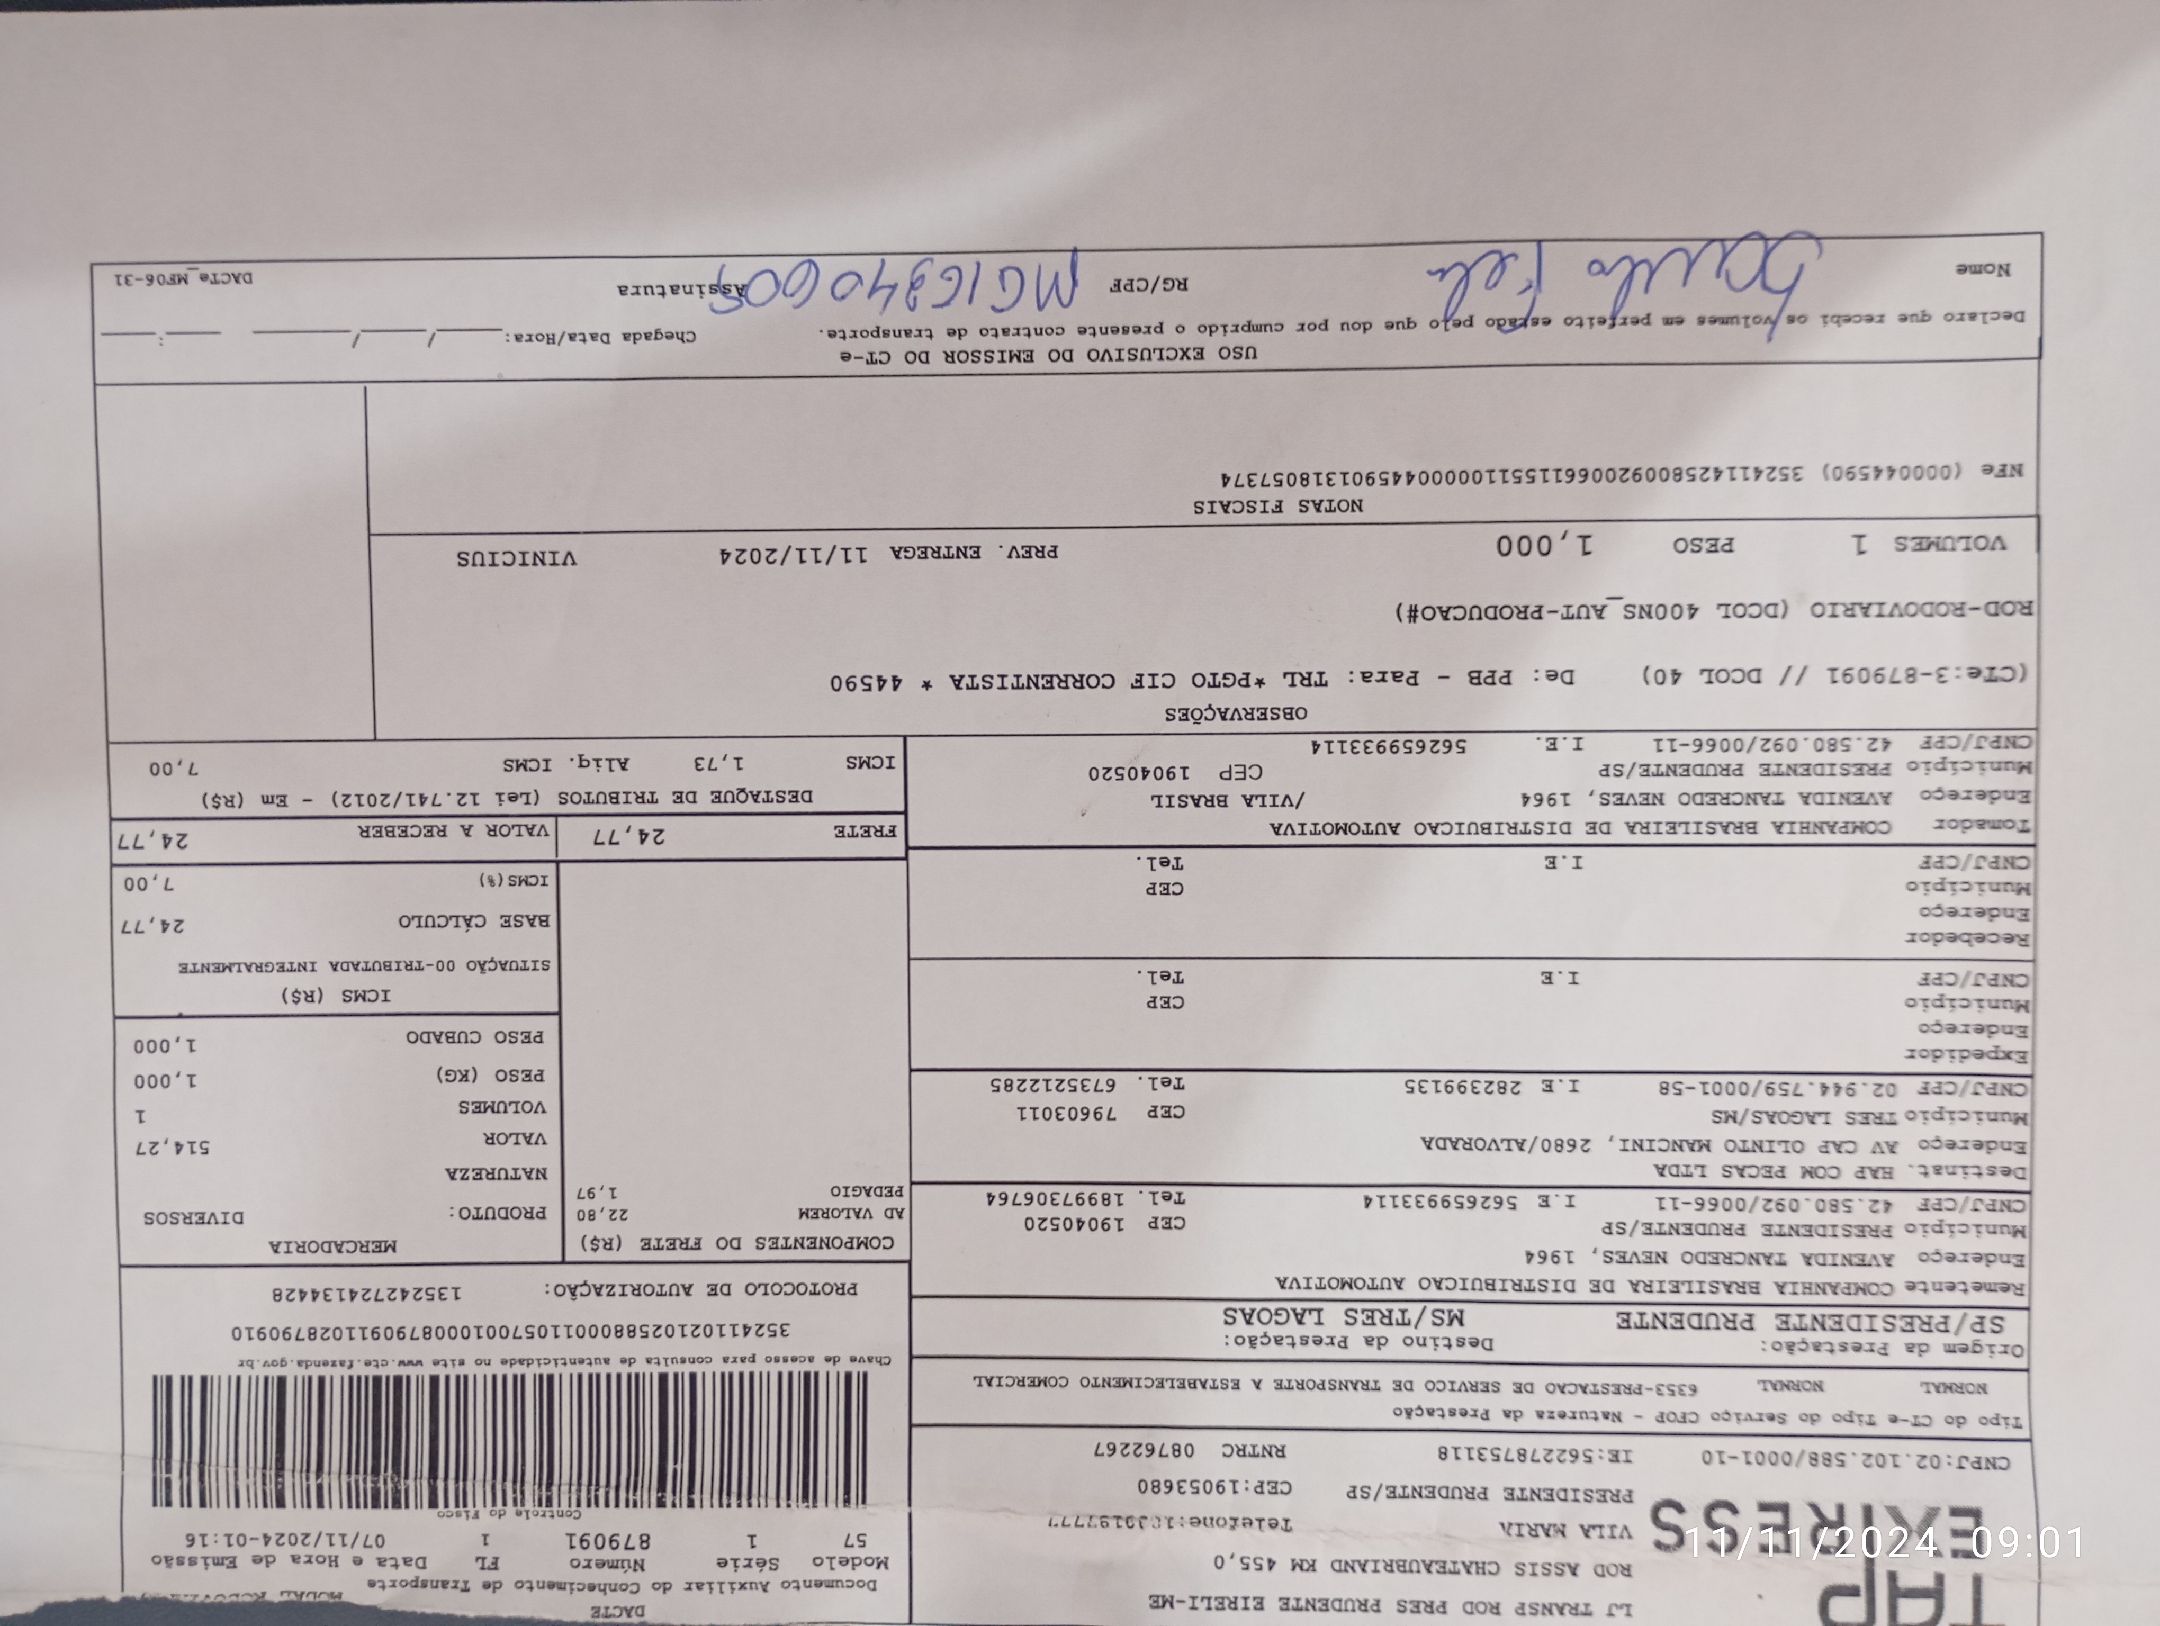 TAP
EXPRESS
LJ TRANSP ROD PRES PRUDENTE EIRELI-ME
ROD ASSIS CHATEAUBRIAND KM 455,0
VILA MARIA
PRESIDENTE PRUDENTE/SP CEP:19053680
CNPJ:02.102.588/0001-10 IE:562278753118 RNTRC 08762267
DACTE
Documento Auxiliar do Conhecimento de Transporte
Modelo Série Número FL Data e Hora de Emissão
57 1 879091 1 07/11/2024-01:16
Controle do Fisco
Chave de acesso para consulta de autenticidade no site www.cte.fazenda.gov.br
35241102102588000110570010008790911028790910
PROTOCOLO DE AUTORIZAÇÃO: 135242724134428
Tipo do CT-e Tipo do Serviço CFOP - Natureza da Prestação
NORMAL NORMAL 6353-PRESTACAO DE SERVICO DE TRANSPORTE A ESTABELECIMENTO COMERCIAL
Origem da Prestação: Destino da Prestação:
SP/PRESIDENTE PRUDENTE MS/TRES LAGOAS
Remetente COMPANHIA BRASILEIRA DE DISTRIBUICAO AUTOMOTIVA
Endereço AVENIDA TANCREDO NEVES, 1964
Município PRESIDENTE PRUDENTE/SP CEP 19040520
CNPJ/CPF 42.580.092/0066-11 I.E 562659933114 Tel. 18997306764
Destinat. HAP COM PECAS LTDA
Endereço AV CAP OLINTO MANCINI, 2680/ALVORADA
Município TRES LAGOAS/MS CEP 79603011
CNPJ/CPF 02.944.759/0001-58 I.E 282399135 Tel. 6735212285
Expedidor
Endereço
Município CEP
CNPJ/CPF I.E Tel.
Recebedor
Endereço
Município CEP
CNPJ/CPF I.E Tel.
Tomador COMPANHIA BRASILEIRA DE DISTRIBUICAO AUTOMOTIVA
Endereço AVENIDA TANCREDO NEVES, 1964 /VILA BRASIL
Município PRESIDENTE PRUDENTE/SP CEP 19040520
CNPJ/CPF 42.580.092/0066-11 I.E. 562659933114
COMPONENTES DO FRETE (R$)
AD VALOREM 22,80
PEDAGIO 1,97
MERCADORIA
PRODUTO: DIVERSOS
NATUREZA
VALOR 514,27
VOLUMES 1
PESO (KG) 1,000
PESO CUBADO 1,000
ICMS (R$)
SITUAÇÃO 00-TRIBUTADA INTEGRALMENTE
BASE CÁLCULO 24,77
ICMS(%) 7,00
FRETE 24,77 VALOR A RECEBER 24,77
DESTAQUE DE TRIBUTOS (Lei 12.741/2012) - Em (R$)
ICMS 1,73 Aliq. ICMS 7,00
OBSERVAÇÕES
(CTe:3-879091 // DCOL 40) De: PPB - Para: TRL *PGTO CIF CORRENTISTA * 44590
ROD-RODOVIARIO (DCOL 400NS_AUT-PRODUCAO#)
VOLUMES 1 PESO 1,000 PREV. ENTREGA 11/11/2024 VINICIUS
NOTAS FISCAIS
NFe (000044590) 35241142580092006611551100000445901318057374
USO EXCLUSIVO DO EMISSOR DO CT-e
Declaro que recebi os volumes em perfeito estado pelo que dou por cumprido o presente contrato de transporte. Chegada Data/Hora: ____/____/____ __:__
Nome RG/CPF Assinatura DACTe_MF06-31
11/11/2024 09:01